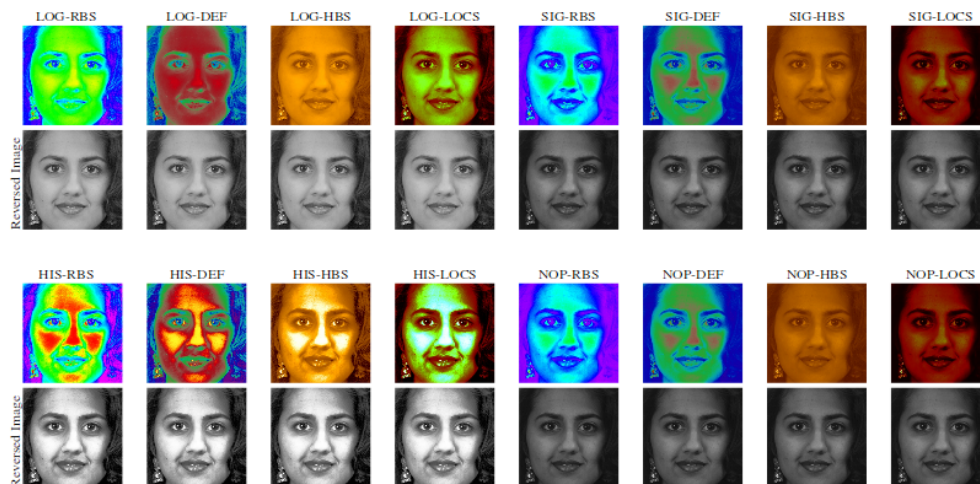 LOG-RBS LOG-DEF LOG-HBS LOG-LOCS SIG-RBS SIG-DEF SIG-HBS SIG-LOCS
Reversed Image
HIS-RBS HIS-DEF HIS-HBS HIS-LOCS NOP-RBS NOP-DEF NOP-HBS NOP-LOCS
Reversed Image